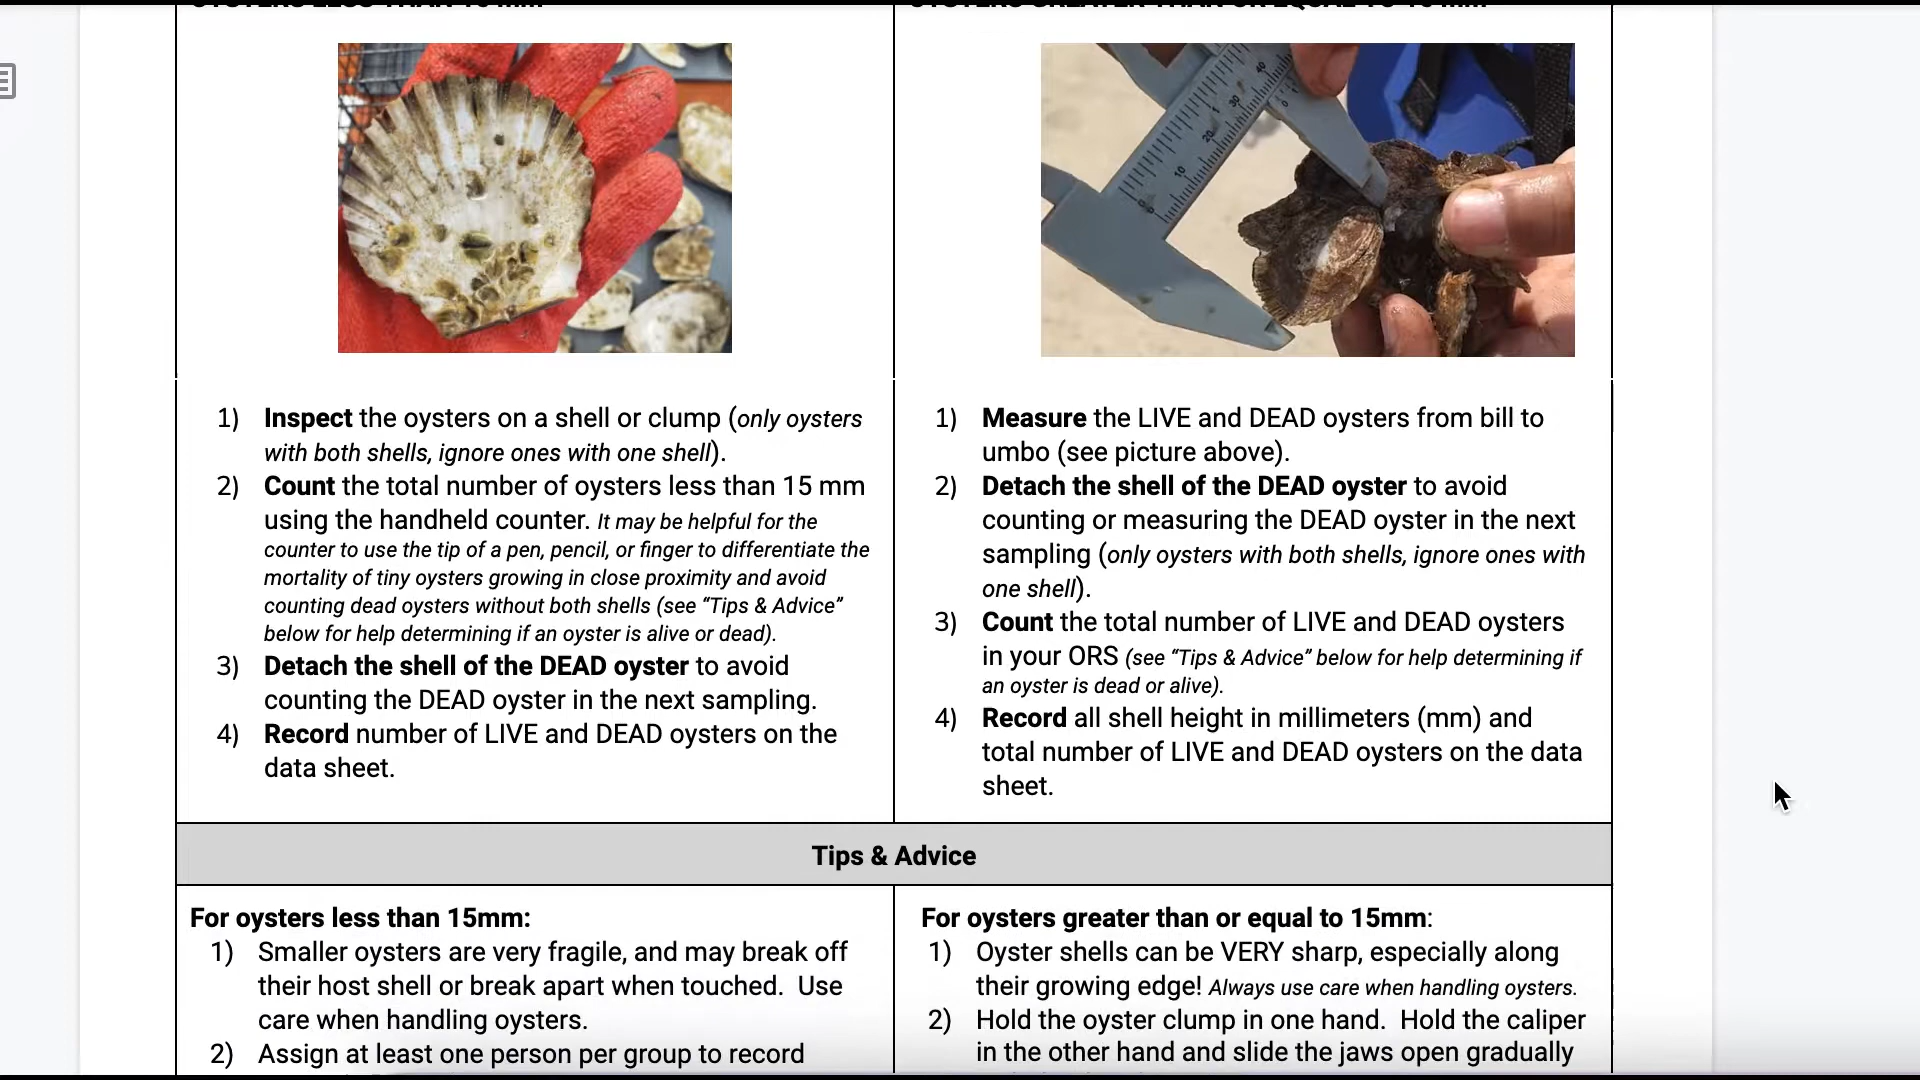 1) Inspect the oysters on a shell or clump (only oysters
with both shells, ignore ones with one shell).
2) Count the total number of oysters less than 15 mm
using the handheld counter. It may be helpful for the
counter to use the tip of a pen, pencil, or finger to differentiate the
mortality of tiny oysters growing in close proximity and avoid
counting dead oysters without both shells (see “Tips & Advice”
below for help determining if an oyster is alive or dead).
3) Detach the shell of the DEAD oyster to avoid
counting the DEAD oyster in the next sampling.
4) Record number of LIVE and DEAD oysters on the
data sheet.
0 10 20 30 40
1) Measure the LIVE and DEAD oysters from bill to
umbo (see picture above).
2) Detach the shell of the DEAD oyster to avoid
counting or measuring the DEAD oyster in the next
sampling (only oysters with both shells, ignore ones with
one shell).
3) Count the total number of LIVE and DEAD oysters
in your ORS (see “Tips & Advice” below for help determining if
an oyster is dead or alive).
4) Record all shell height in millimeters (mm) and
total number of LIVE and DEAD oysters on the data
sheet.
Tips & Advice
For oysters less than 15mm:
1) Smaller oysters are very fragile, and may break off
their host shell or break apart when touched. Use
care when handling oysters.
2) Assign at least one person per group to record
For oysters greater than or equal to 15mm:
1) Oyster shells can be VERY sharp, especially along
their growing edge! Always use care when handling oysters.
2) Hold the oyster clump in one hand. Hold the caliper
in the other hand and slide the jaws open gradually